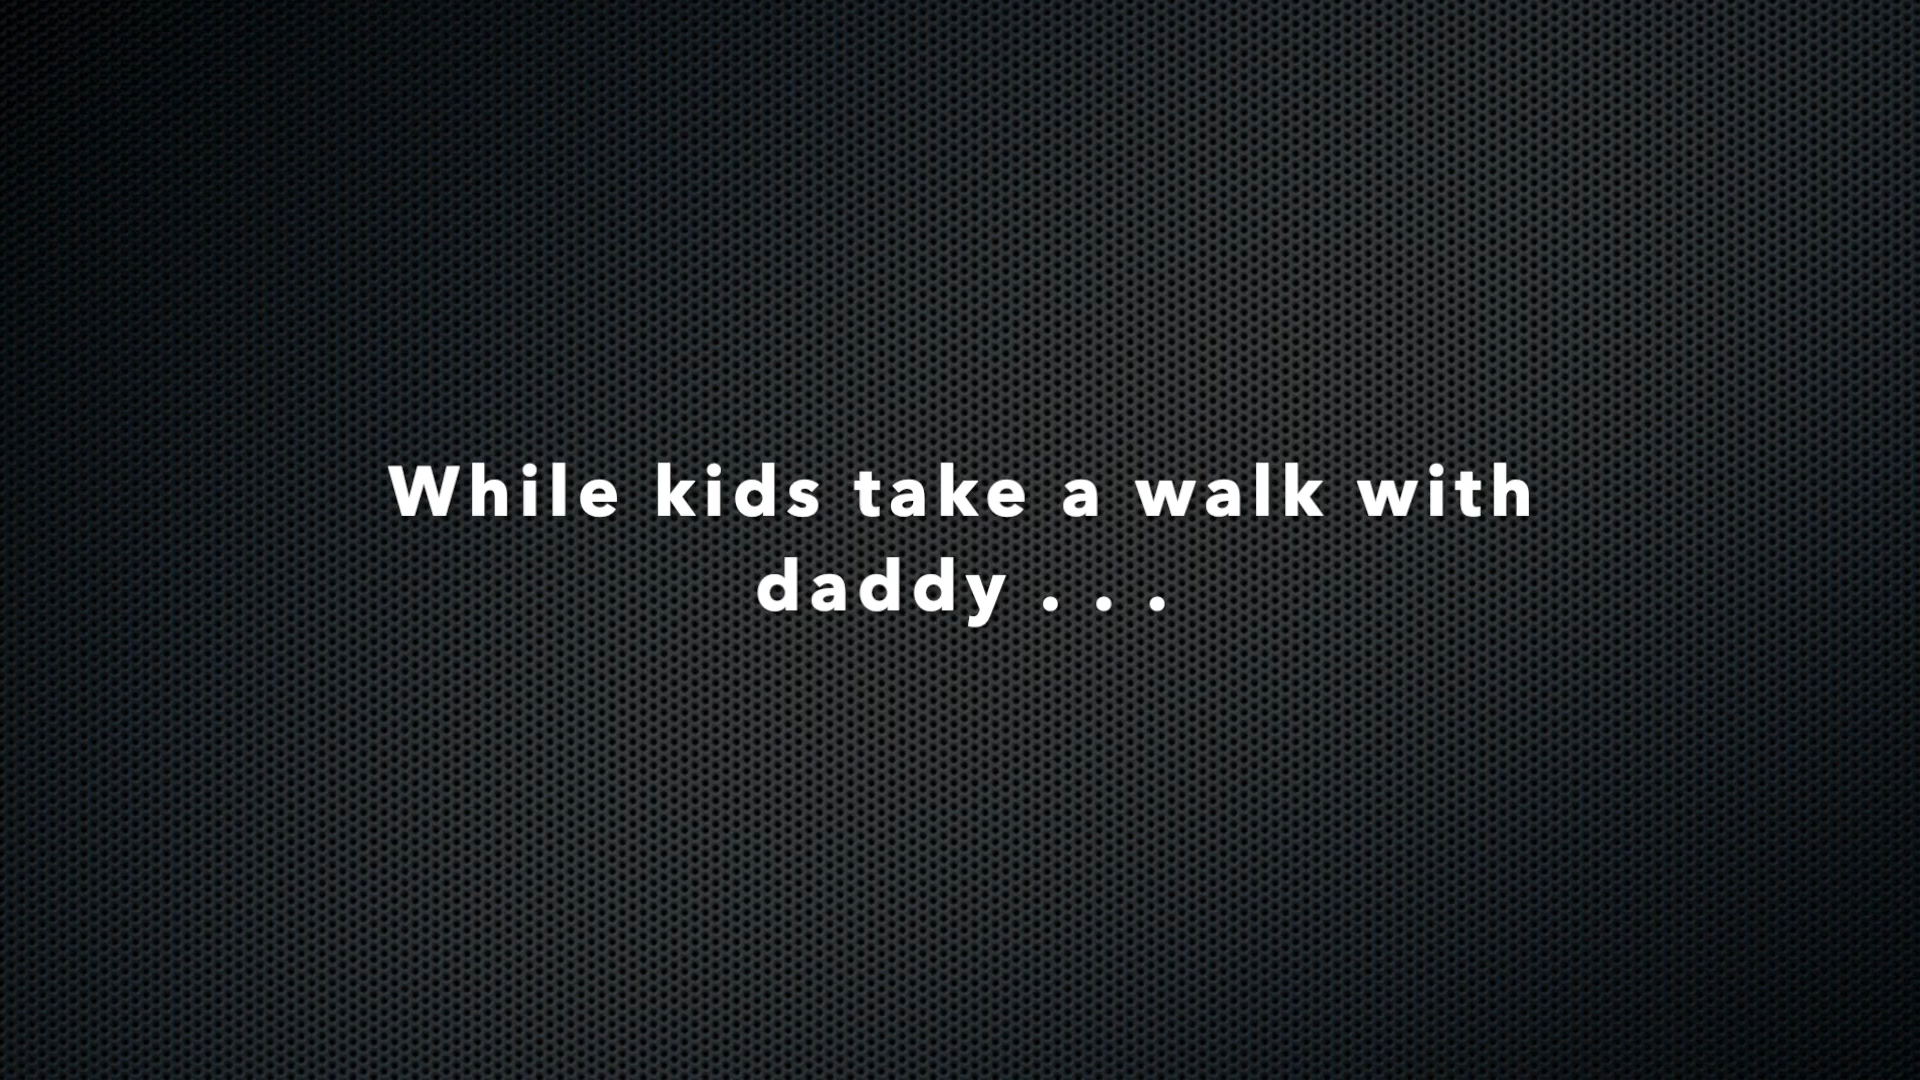 While kids take a walk with
daddy . . .